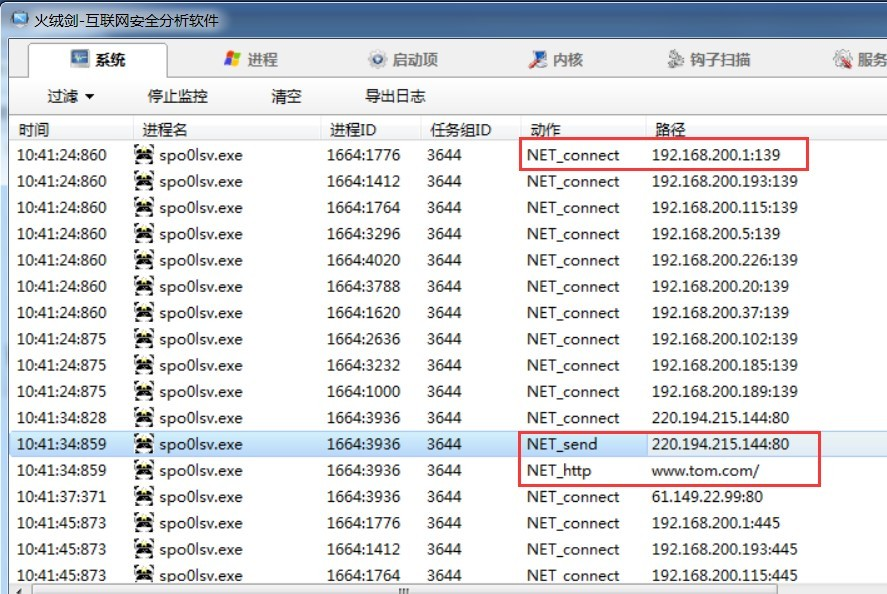 火绒剑-互联网安全分析软件
系统 进程 启动项 内核 钩子扫描 服务
过滤 停止监控 清空 导出日志
时间 进程名 进程ID 任务组ID 动作 路径
10:41:24:860 spo0lsv.exe 1664:1776 3644 NET_connect 192.168.200.1:139
10:41:24:860 spo0lsv.exe 1664:1412 3644 NET_connect 192.168.200.193:139
10:41:24:860 spo0lsv.exe 1664:1764 3644 NET_connect 192.168.200.115:139
10:41:24:860 spo0lsv.exe 1664:3296 3644 NET_connect 192.168.200.5:139
10:41:24:860 spo0lsv.exe 1664:4020 3644 NET_connect 192.168.200.226:139
10:41:24:860 spo0lsv.exe 1664:3788 3644 NET_connect 192.168.200.20:139
10:41:24:860 spo0lsv.exe 1664:1620 3644 NET_connect 192.168.200.37:139
10:41:24:875 spo0lsv.exe 1664:2636 3644 NET_connect 192.168.200.102:139
10:41:24:875 spo0lsv.exe 1664:3232 3644 NET_connect 192.168.200.185:139
10:41:24:875 spo0lsv.exe 1664:1000 3644 NET_connect 192.168.200.189:139
10:41:34:828 spo0lsv.exe 1664:3936 3644 NET_connect 220.194.215.144:80
10:41:34:859 spo0lsv.exe 1664:3936 3644 NET_send 220.194.215.144:80
10:41:34:859 spo0lsv.exe 1664:3936 3644 NET_http www.tom.com/
10:41:37:371 spo0lsv.exe 1664:3936 3644 NET_connect 61.149.22.99:80
10:41:45:873 spo0lsv.exe 1664:1776 3644 NET_connect 192.168.200.1:445
10:41:45:873 spo0lsv.exe 1664:1412 3644 NET_connect 192.168.200.193:445
10:41:45:873 spo0lsv.exe 1664:1764 3644 NET_connect 192.168.200.115:445